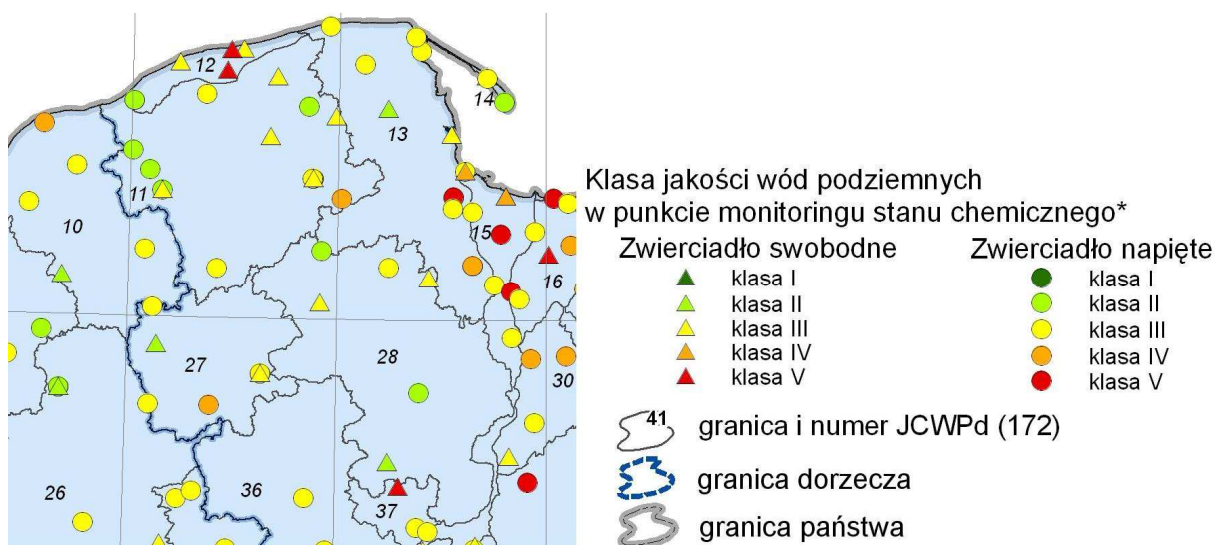 12
14
13
11
10
15
16
27
28
30
26
36
37
Klasa jakości wód podziemnych
w punkcie monitoringu stanu chemicznego*
Zwierciadło swobodne
klasa I
klasa II
klasa III
klasa IV
klasa V
Zwierciadło napięte
klasa I
klasa II
klasa III
klasa IV
klasa V
41 granica i numer JCWPd (172)
granica dorzecza
granica państwa